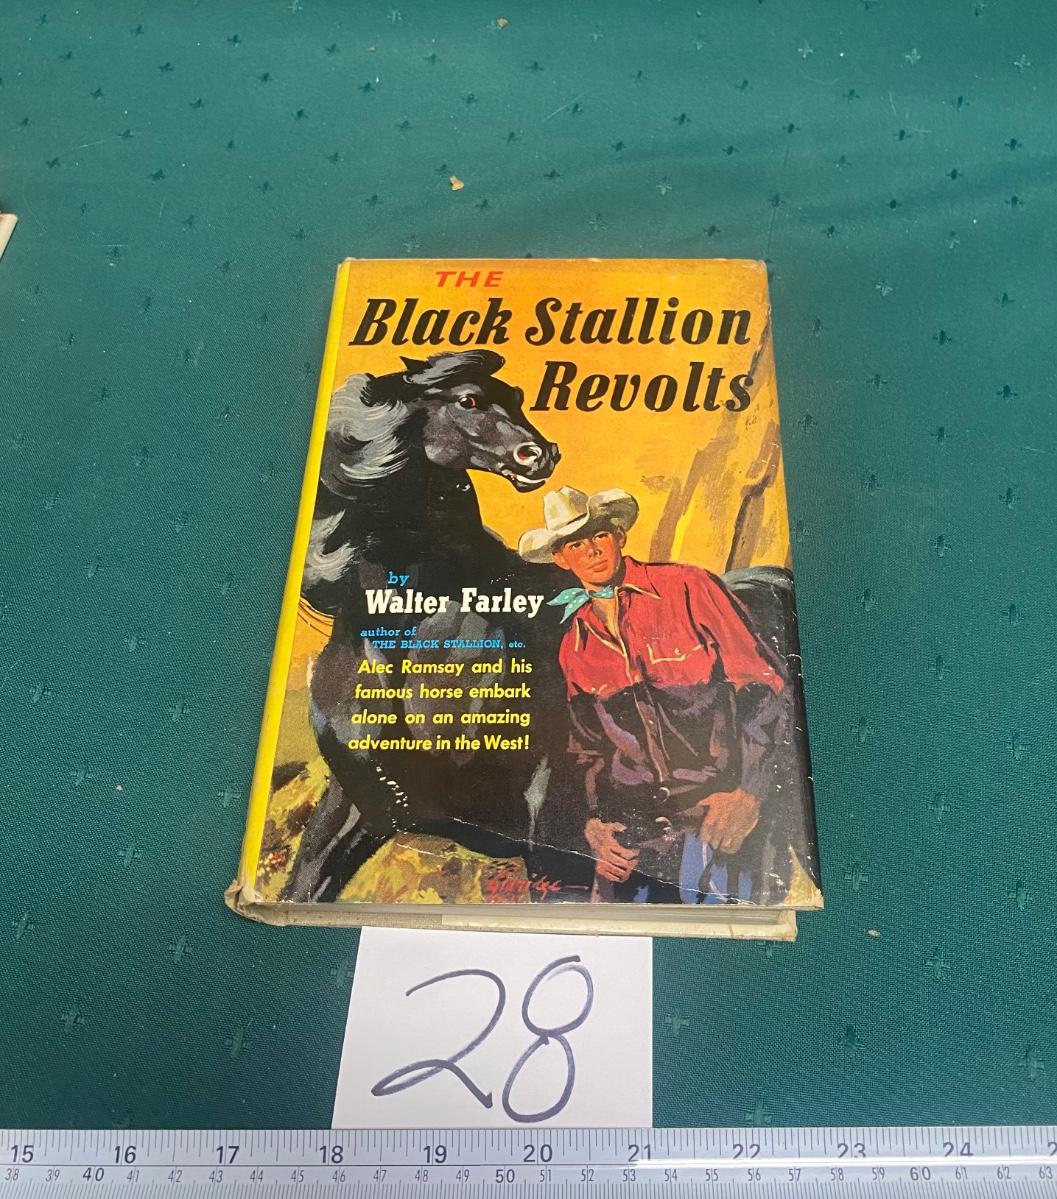 THE
Black Stallion
Revolts
by
Walter Farley
author of
THE BLACK STALLION, etc.
Alec Ramsay and his
famous horse embark
alone on an amazing
adventure in the West!
28
15 16 17 18 19 20 21 22 23 24
38 39 40 41 42 43 44 45 46 47 48 49 50 51 52 53 54 55 56 57 58 59 60 61 62 63